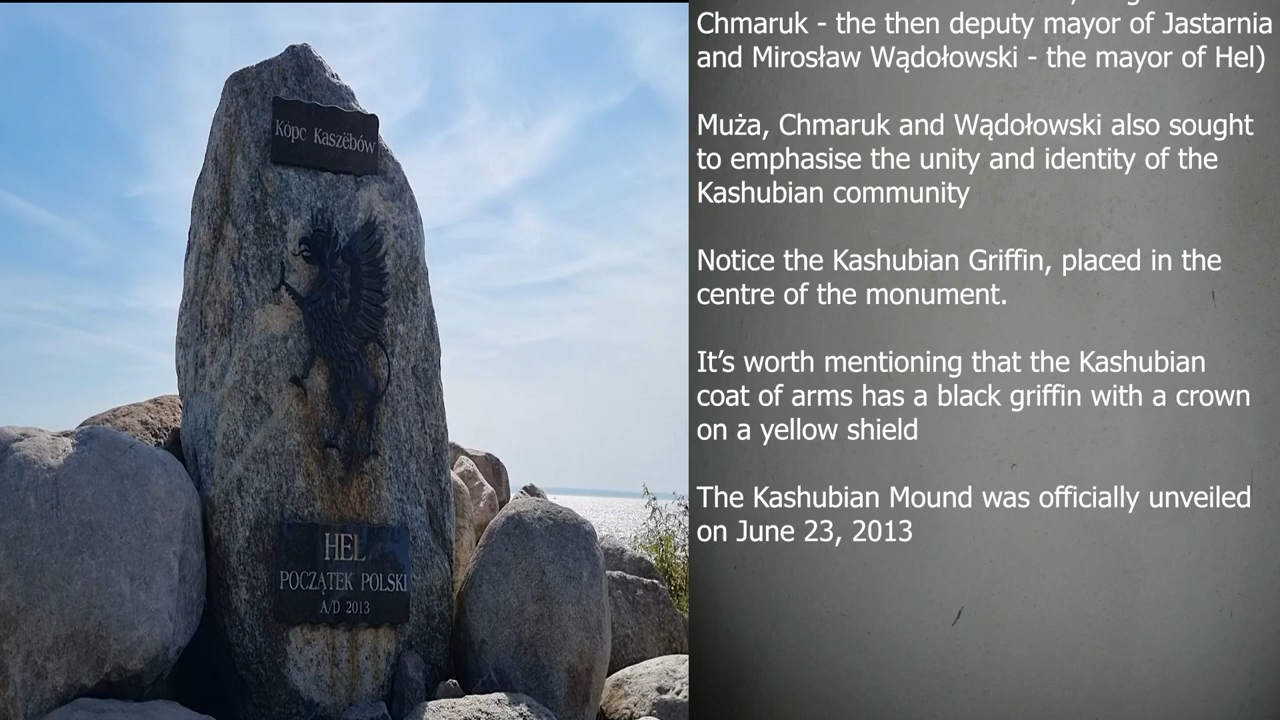 Kòpc Kaszëbów
HEL
POCZĄTEK POLSKI
A/D 2013
Chmaruk - the then deputy mayor of Jastarnia
and Mirosław Wądołowski - the mayor of Hel)
Muża, Chmaruk and Wądołowski also sought
to emphasise the unity and identity of the
Kashubian community
Notice the Kashubian Griffin, placed in the
centre of the monument.
It's worth mentioning that the Kashubian
coat of arms has a black griffin with a crown
on a yellow shield
The Kashubian Mound was officially unveiled
on June 23, 2013